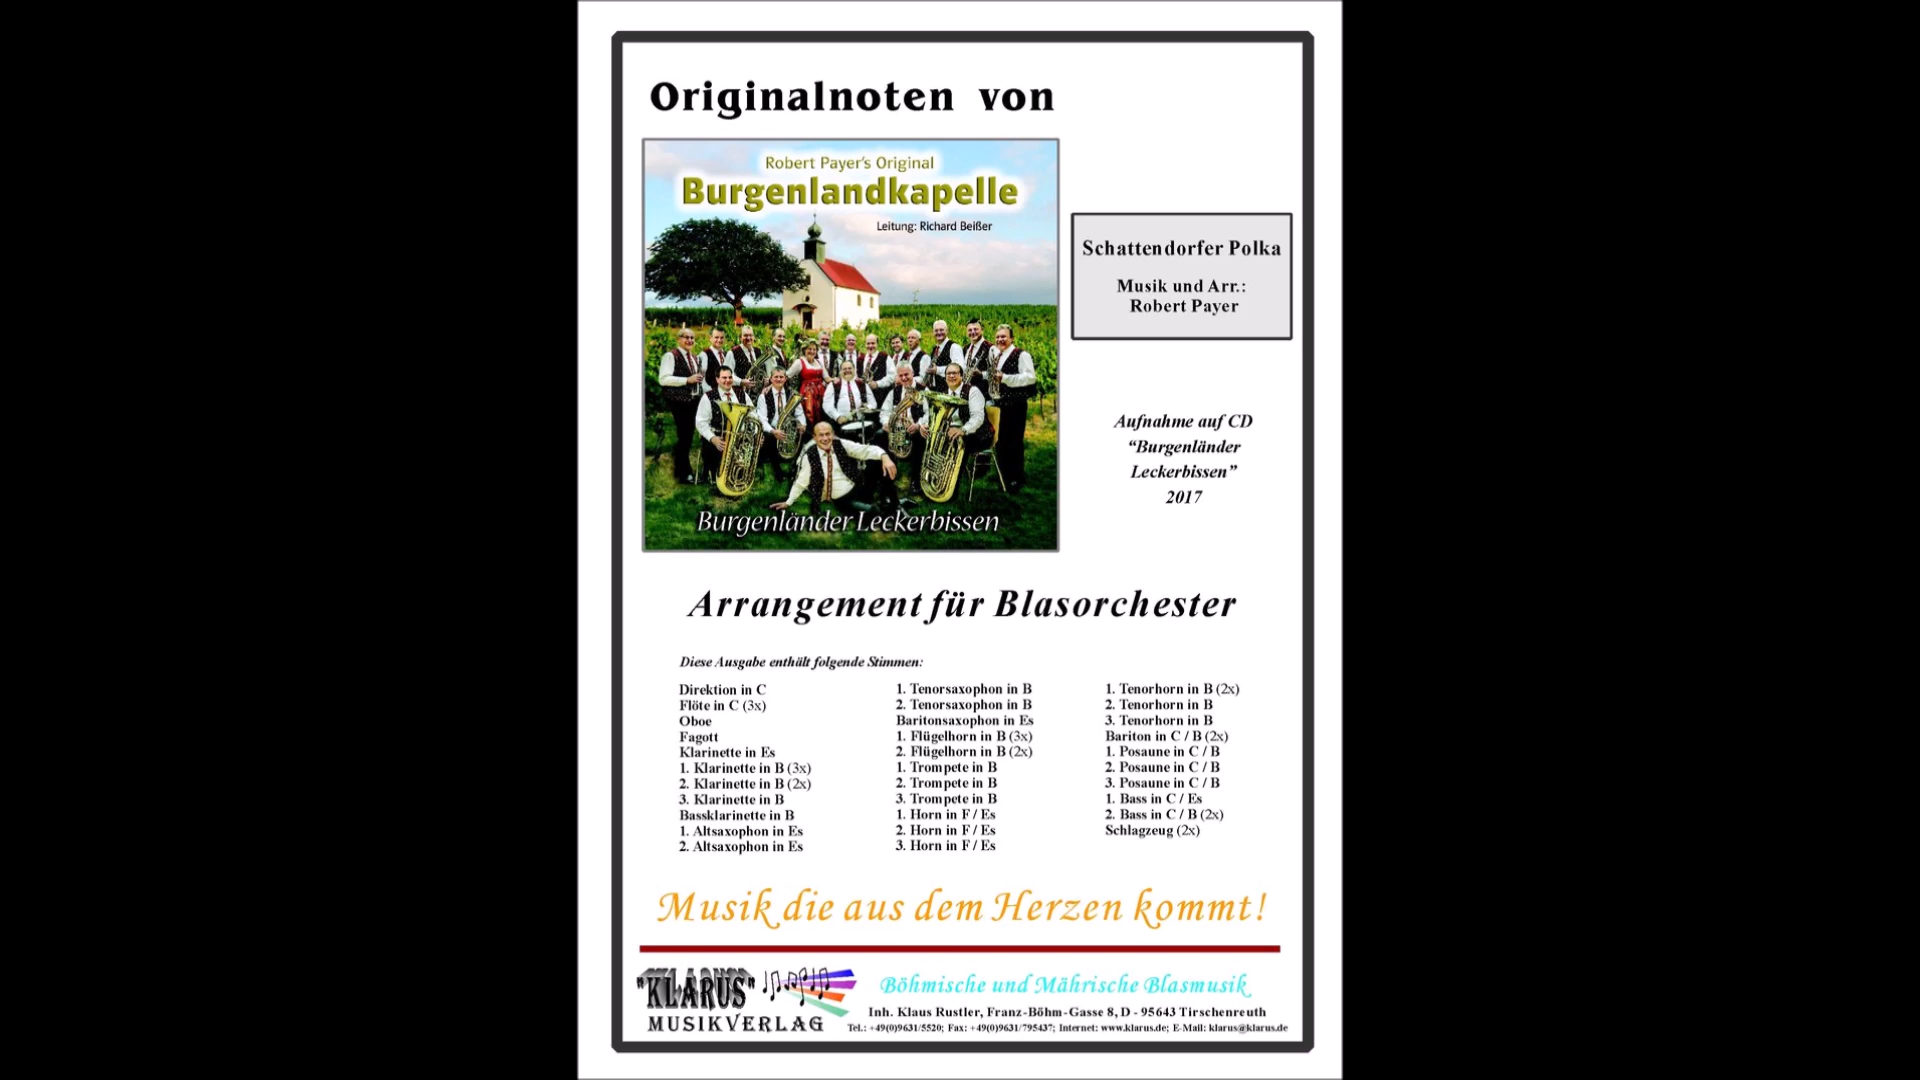 Originalnoten von
Robert Payer's Original
Burgenlandkapelle
Leitung: Richard Beißer
Burgenländer Leckerbissen
Schattendorfer Polka
Musik und Arr.:
Robert Payer
Aufnahme auf CD
“Burgenländer
Leckerbissen”
2017
Arrangement für Blasorchester
Diese Ausgabe enthält folgende Stimmen:
Direktion in C
Flöte in C (3x)
Oboe
Fagott
Klarinette in Es
1. Klarinette in B (3x)
2. Klarinette in B (2x)
3. Klarinette in B
Bassklarinette in B
1. Altsaxophon in Es
2. Altsaxophon in Es
1. Tenorsaxophon in B
2. Tenorsaxophon in B
Baritonsaxophon in Es
1. Flügelhorn in B (3x)
2. Flügelhorn in B (2x)
1. Trompete in B
2. Trompete in B
3. Trompete in B
1. Horn in F / Es
2. Horn in F / Es
3. Horn in F / Es
1. Tenorhorn in B (2x)
2. Tenorhorn in B
3. Tenorhorn in B
Bariton in C / B (2x)
1. Posaune in C / B
2. Posaune in C / B
3. Posaune in C / B
1. Bass in C / Es
2. Bass in C / B (2x)
Schlagzeug (2x)
Musik die aus dem Herzen kommt!
"KLARUS"
MUSIKVERLAG
Böhmische und Mährische Blasmusik
Inh. Klaus Rustler, Franz-Böhm-Gasse 8, D - 95643 Tirschenreuth
Tel.: +49(0)9631/5520; Fax: +49(0)9631/795437; Internet: www.klarus.de; E-Mail: klarus@klarus.de